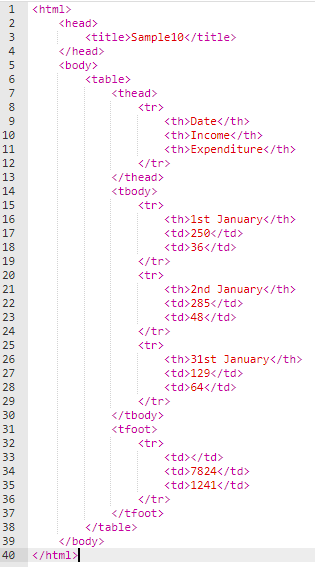 1 <html>
2 <head>
3 <title>Sample10</title>
4 </head>
5 <body>
6 <table>
7 <thead>
8 <tr>
9 <th>Date</th>
10 <th>Income</th>
11 <th>Expenditure</th>
12 </tr>
13 </thead>
14 <tbody>
15 <tr>
16 <th>1st January</th>
17 <td>250</td>
18 <td>36</td>
19 </tr>
20 <tr>
21 <th>2nd January</th>
22 <td>285</td>
23 <td>48</td>
24 </tr>
25 <tr>
26 <th>31st January</th>
27 <td>129</td>
28 <td>64</td>
29 </tr>
30 </tbody>
31 <tfoot>
32 <tr>
33 <td></td>
34 <td>7824</td>
35 <td>1241</td>
36 </tr>
37 </tfoot>
38 </table>
39 </body>
40 </html>